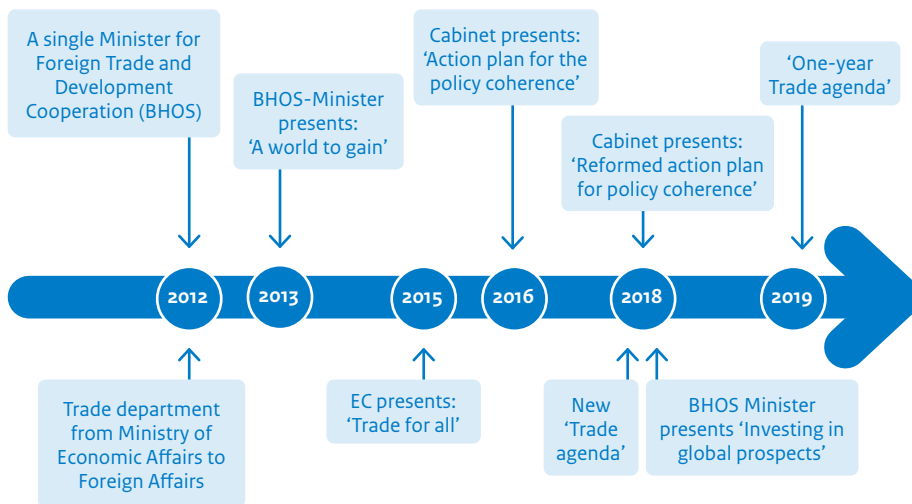 A single Minister for
Foreign Trade and
Development
Cooperation (BHOS)
BHOS-Minister
presents:
‘A world to gain’
Cabinet presents:
‘Action plan for the
policy coherence’
Cabinet presents:
‘Reformed action plan
for policy coherence’
‘One-year
Trade agenda’
2012
2013
2015
2016
2018
2019
Trade department
from Ministry of
Economic Affairs to
Foreign Affairs
EC presents:
‘Trade for all’
New
‘Trade
agenda’
BHOS Minister
presents ‘Investing in
global prospects’